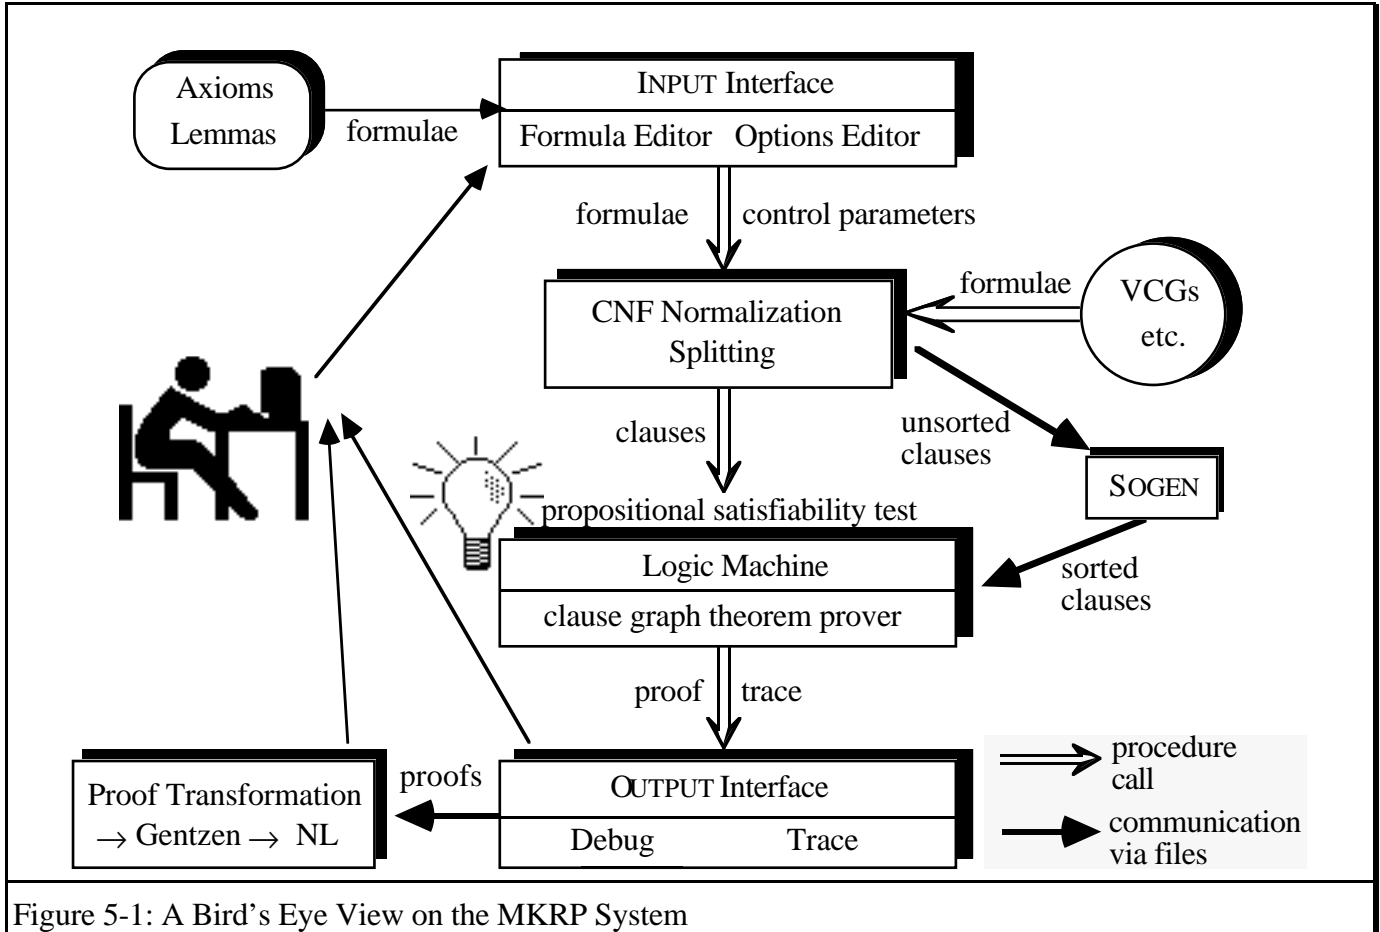 Axioms
Lemmas
formulae
INPUT Interface
Formula Editor Options Editor
formulae
control parameters
CNF Normalization
Splitting
formulae
VCGs
etc.
clauses
unsorted
clauses
SOGEN
propositional satisfiability test
Logic Machine
clause graph theorem prover
sorted
clauses
proof
trace
OUTPUT Interface
Debug Trace
proofs
Proof Transformation
→ Gentzen → NL
procedure
call
communication
via files
Figure 5-1: A Bird’s Eye View on the MKRP System